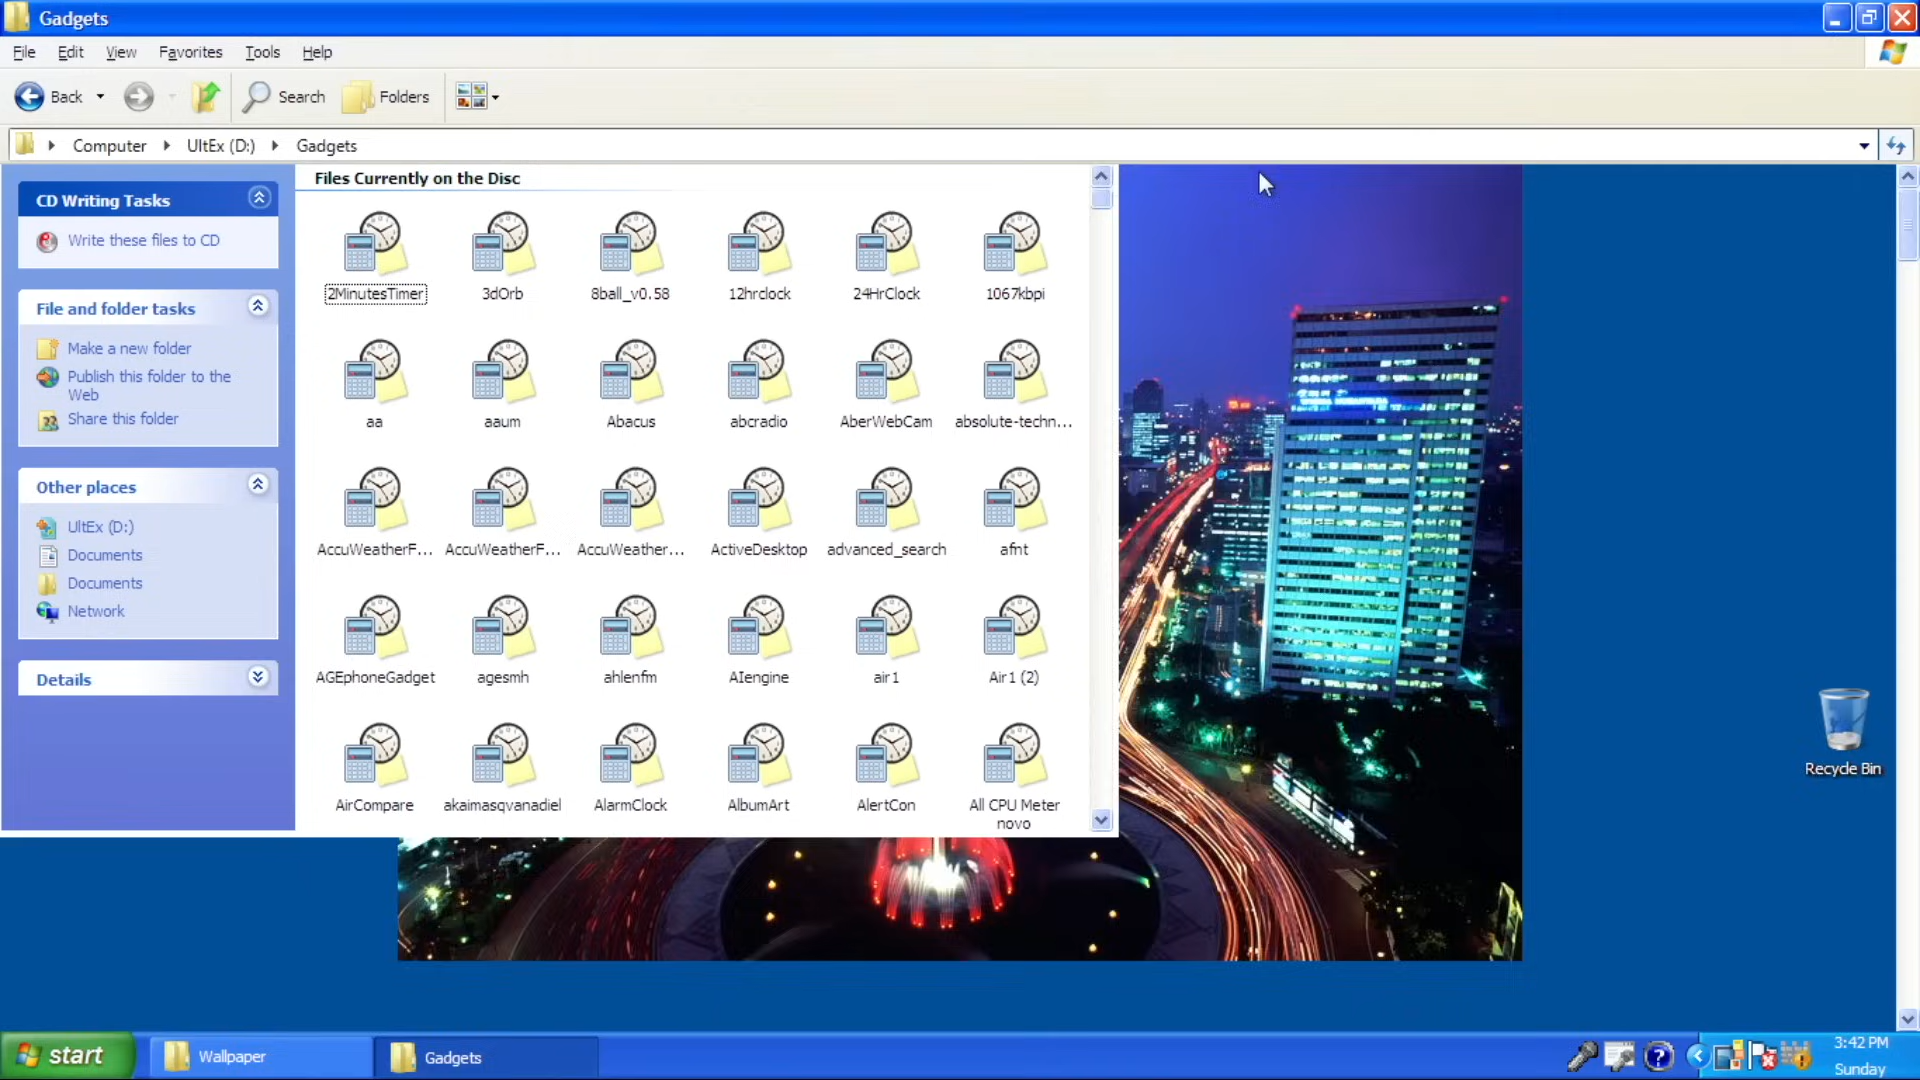 Gadgets
File Edit View Favorites Tools Help
Back Search Folders
Computer UltEx (D:) Gadgets
CD Writing Tasks
Write these files to CD
File and folder tasks
Make a new folder
Publish this folder to the
Web
Share this folder
Other places
UltEx (D:)
Documents
Documents
Network
Details
Files Currently on the Disc
2MinutesTimer 3dOrb 8ball_v0.58 12hrclock 24HrClock 1067kbpi
aa aaum Abacus abcradio AberWebCam absolute-techn...
AccuWeatherF... AccuWeatherF... AccuWeather... ActiveDesktop advanced_search afnt
AGEphoneGadget agesmh ahlenfm AIengine air1 Air1 (2)
AirCompare akaimasqvanadiel AlarmClock AlbumArt AlertCon All CPU Meter
novo
Recycle Bin
start Wallpaper Gadgets
3:42 PM
Sunday